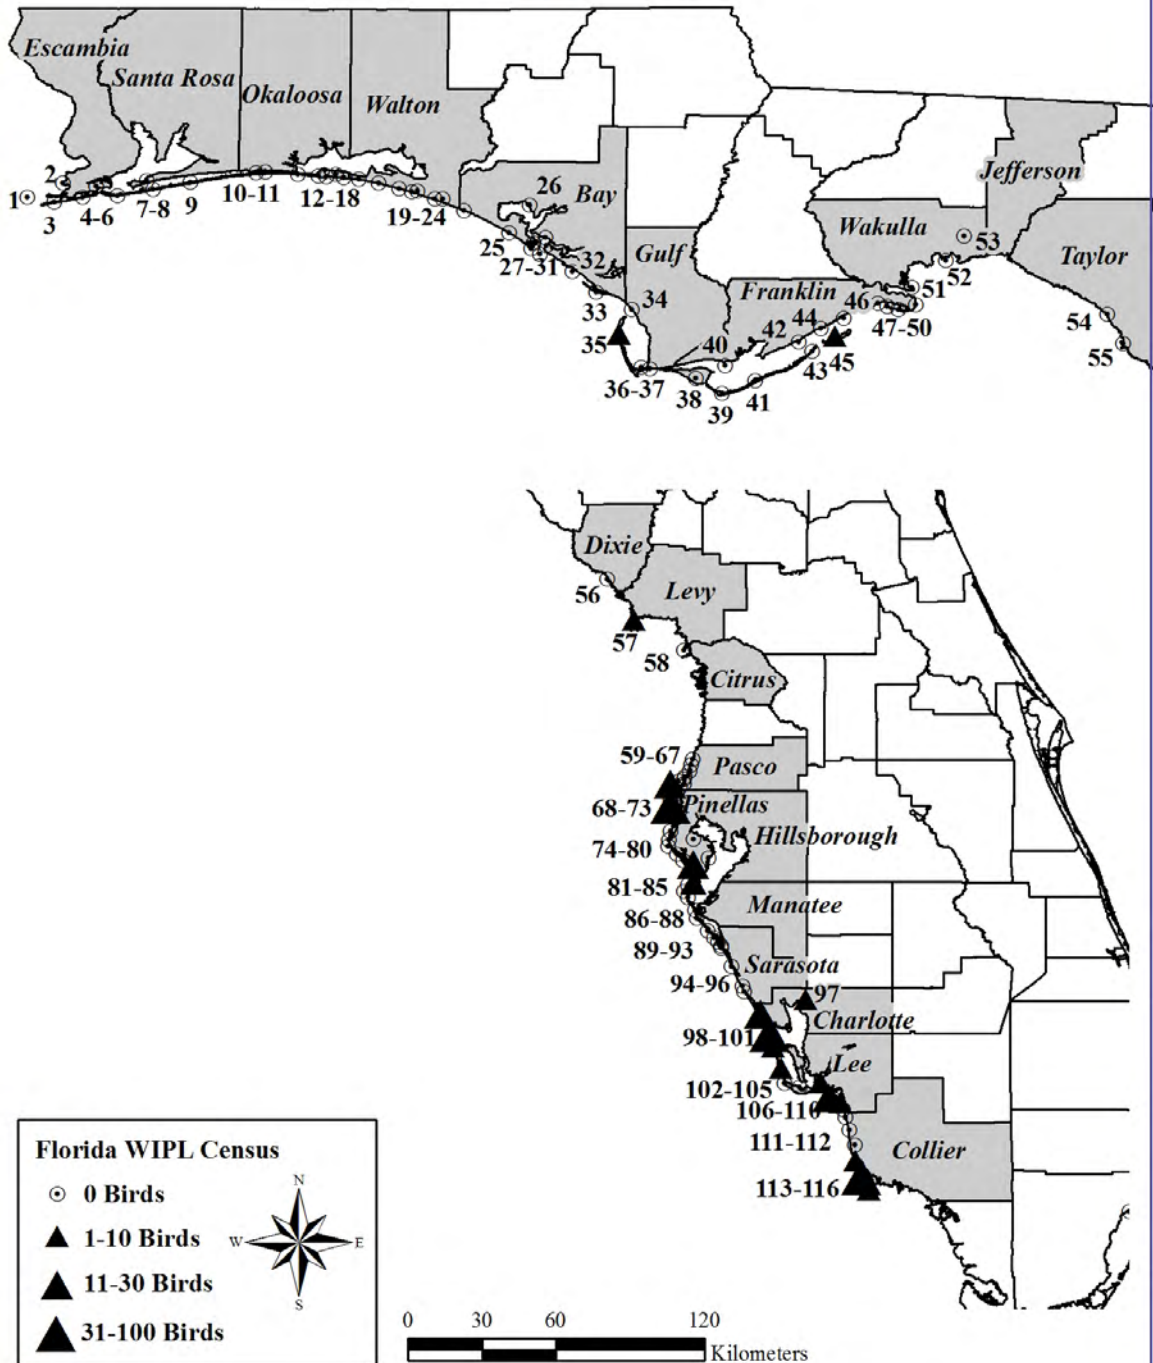 Escambia
Santa Rosa
Okaloosa
Walton
Jefferson
2
26
Bay
1
3
4-6
7-8
9
10-11
12-18
19-24
25
27-31
32
Gulf
Wakulla
53
52
Taylor
33
34
Franklin
46
51
47-50
54
55
35
42
44
45
43
40
36-37
38
39
41
Dixie
56
Levy
57
58
Citrus
59-67
Pasco
68-73
Pinellas
74-80
Hillsborough
81-85
Manatee
86-88
89-93
Sarasota
94-96
97
Charlotte
98-101
Lee
102-105
106-110
111-112
Collier
113-116
Florida WIPL Census
0 Birds
1-10 Birds
11-30 Birds
31-100 Birds
N
W
E
S
0 30 60 120
Kilometers